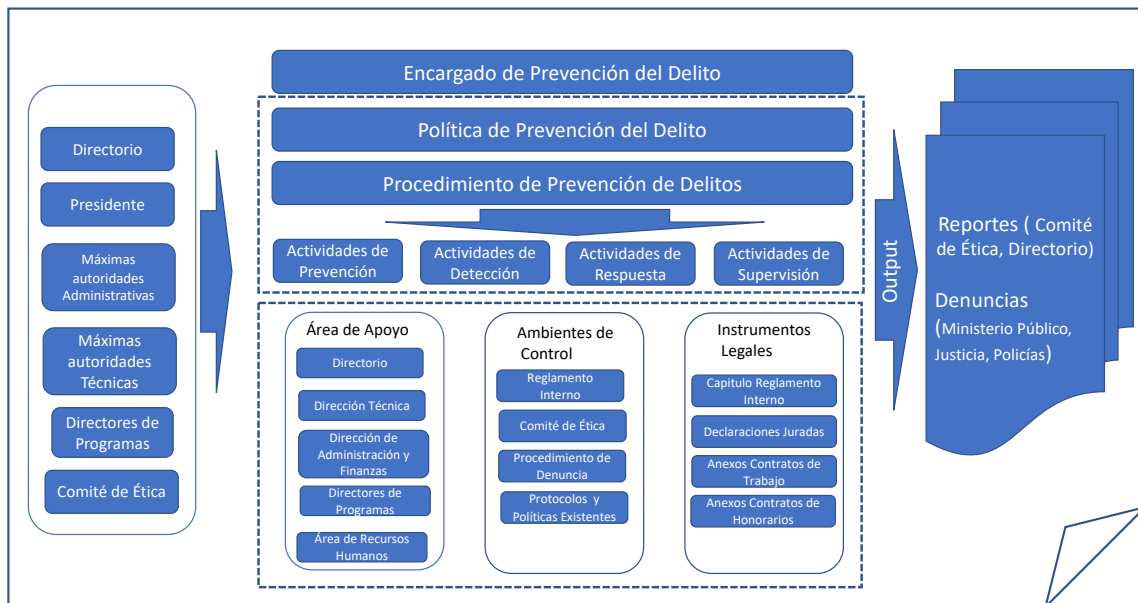 Directorio
Presidente
Máximas
autoridades
Administrativas
Máximas
autoridades
Técnicas
Directores de
Programas
Comité de Ética
Encargado de Prevención del Delito
Política de Prevención del Delito
Procedimiento de Prevención de Delitos
Actividades de
Prevención
Actividades de
Detección
Actividades de
Respuesta
Actividades de
Supervisión
Área de Apoyo
Directorio
Dirección Técnica
Dirección de
Administración y
Finanzas
Directores de
Programas
Área de Recursos
Humanos
Ambientes de
Control
Reglamento
Interno
Comité de Ética
Procedimiento de
Denuncia
Protocolos y
Políticas Existentes
Instrumentos
Legales
Capitulo Reglamento
Interno
Declaraciones Juradas
Anexos Contratos de
Trabajo
Anexos Contratos de
Honorarios
Output
Reportes ( Comité
de Ética, Directorio)
Denuncias
(Ministerio Público,
Justicia, Policías)